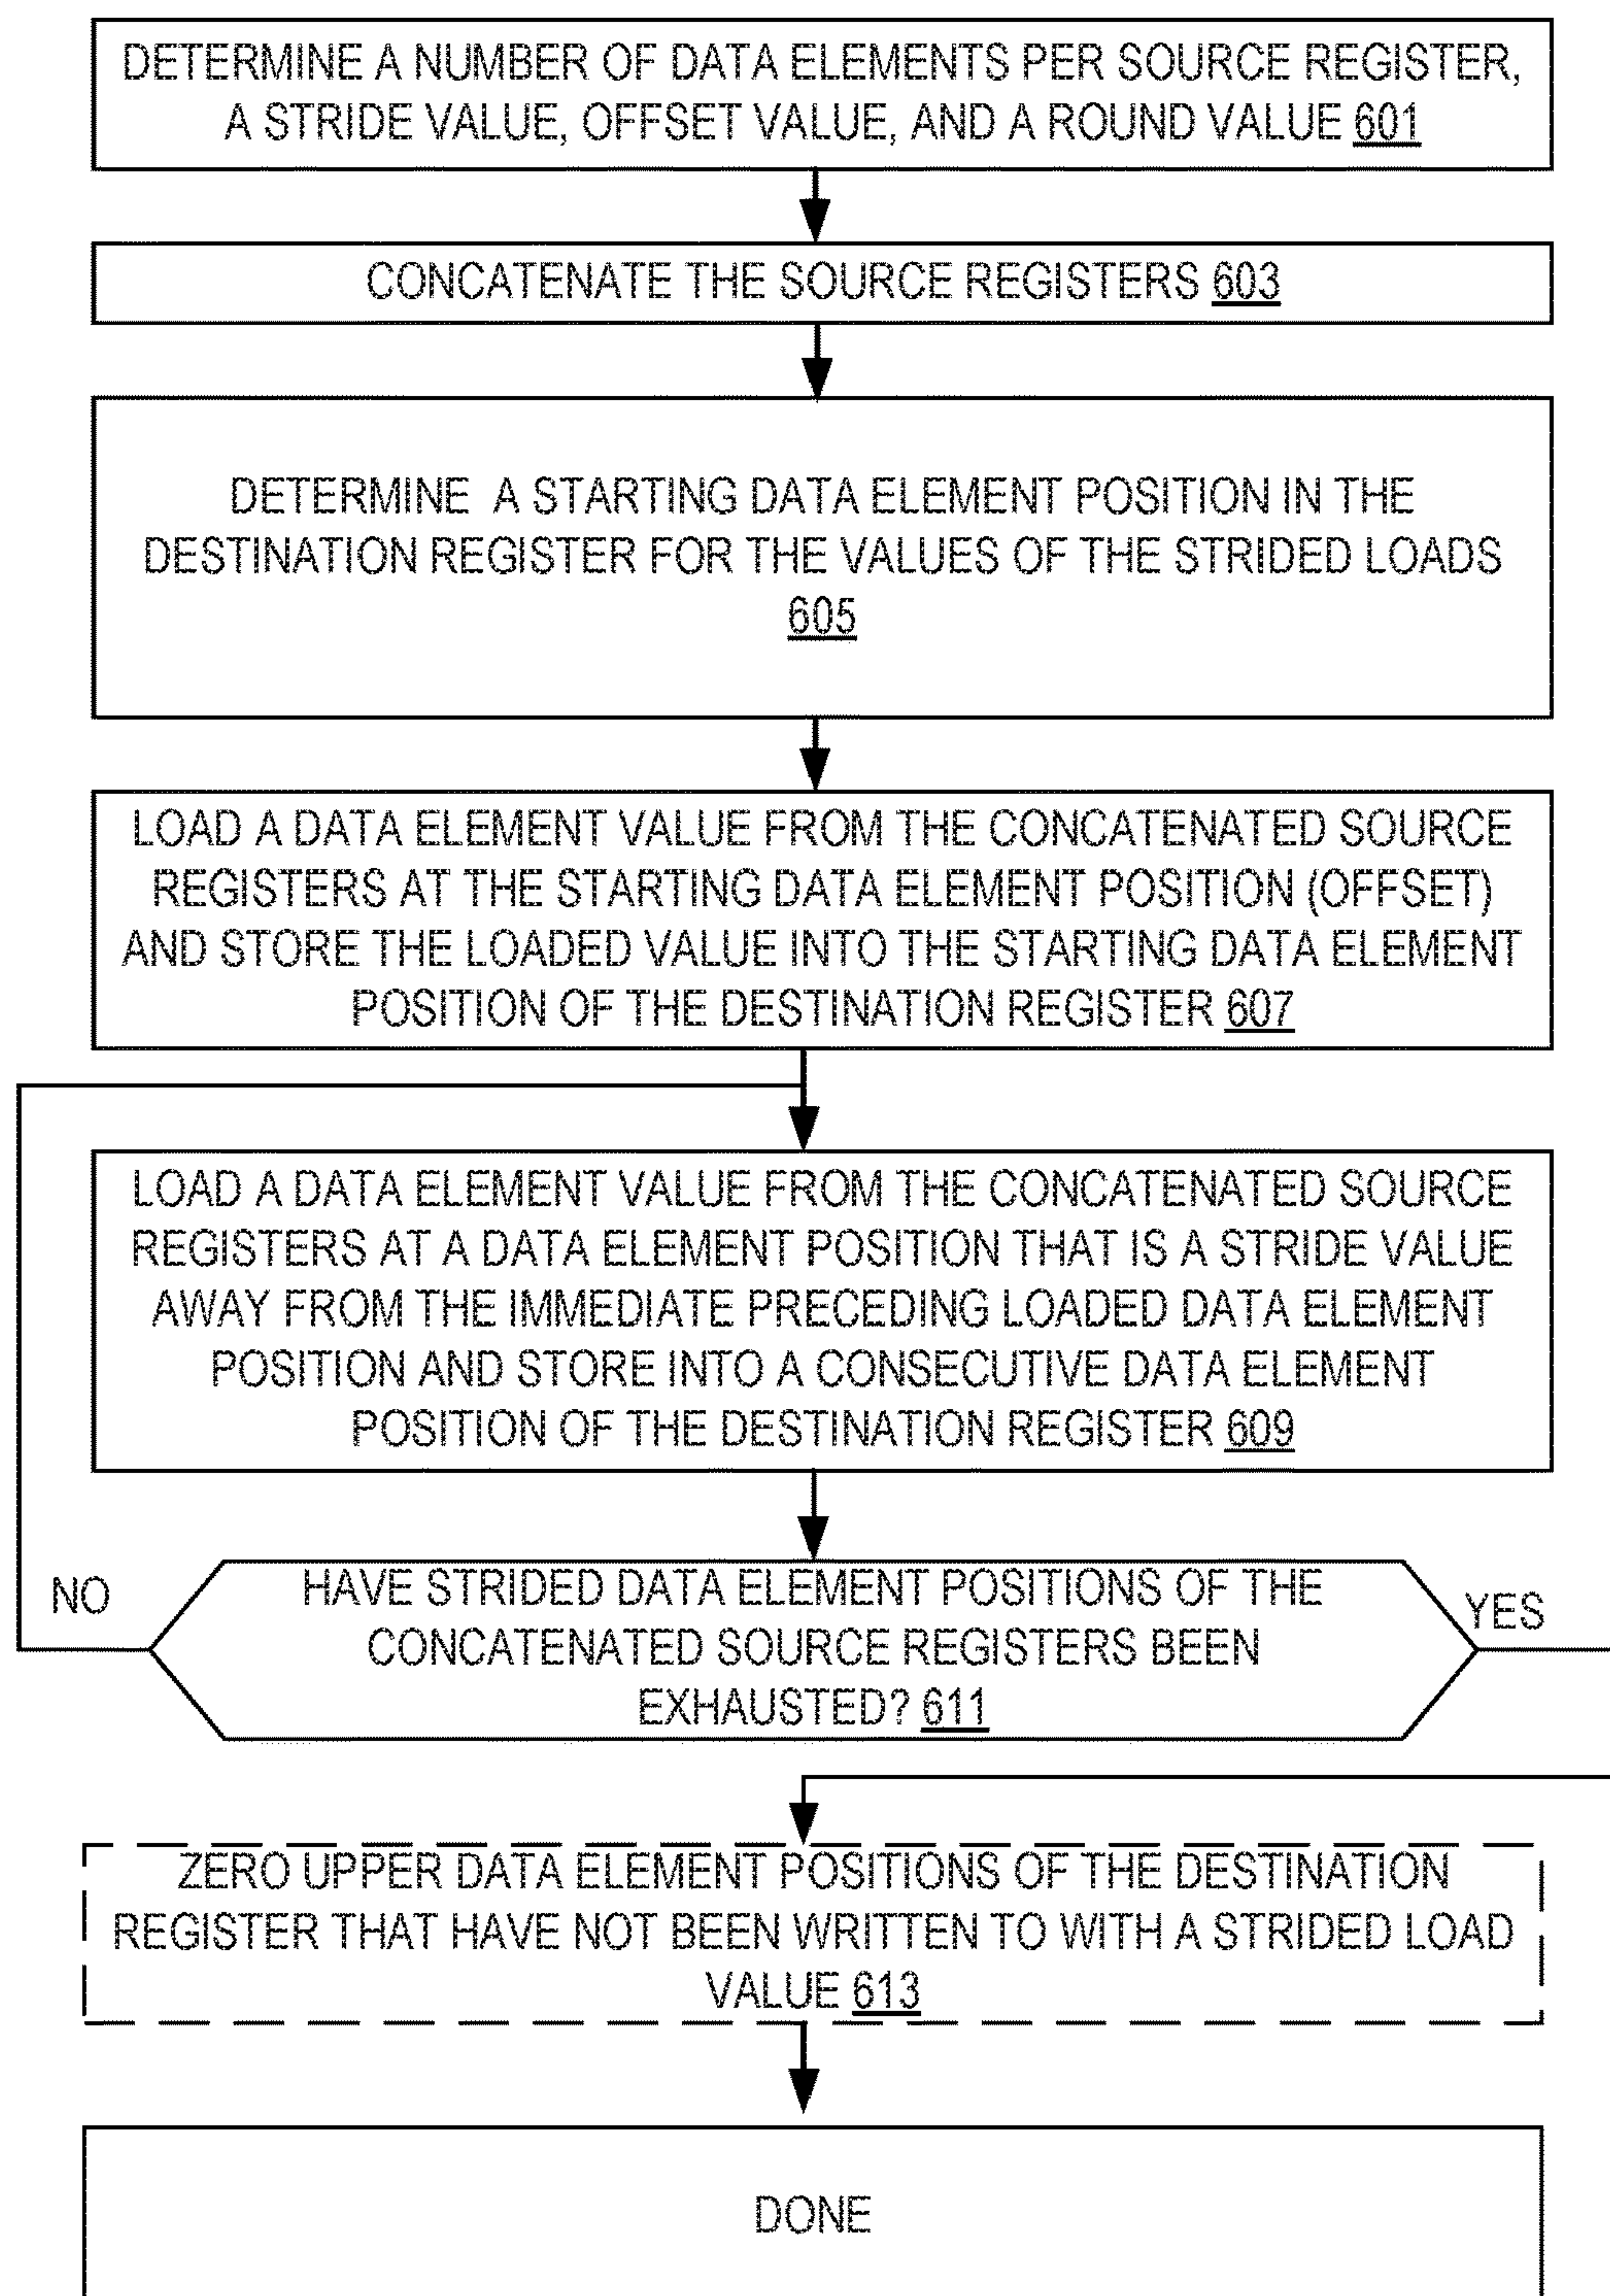 DETERMINE A NUMBER OF DATA ELEMENTS PER SOURCE REGISTER,
A STRIDE VALUE, OFFSET VALUE, AND A ROUND VALUE 601
CONCATENATE THE SOURCE REGISTERS 603
DETERMINE A STARTING DATA ELEMENT POSITION IN THE
DESTINATION REGISTER FOR THE VALUES OF THE STRIDED LOADS
605
LOAD A DATA ELEMENT VALUE FROM THE CONCATENATED SOURCE
REGISTERS AT THE STARTING DATA ELEMENT POSITION (OFFSET)
AND STORE THE LOADED VALUE INTO THE STARTING DATA ELEMENT
POSITION OF THE DESTINATION REGISTER 607
LOAD A DATA ELEMENT VALUE FROM THE CONCATENATED SOURCE
REGISTERS AT A DATA ELEMENT POSITION THAT IS A STRIDE VALUE
AWAY FROM THE IMMEDIATE PRECEDING LOADED DATA ELEMENT
POSITION AND STORE INTO A CONSECUTIVE DATA ELEMENT
POSITION OF THE DESTINATION REGISTER 609
NO
HAVE STRIDED DATA ELEMENT POSITIONS OF THE
CONCATENATED SOURCE REGISTERS BEEN
EXHAUSTED? 611
YES
ZERO UPPER DATA ELEMENT POSITIONS OF THE DESTINATION
REGISTER THAT HAVE NOT BEEN WRITTEN TO WITH A STRIDED LOAD
VALUE 613
DONE